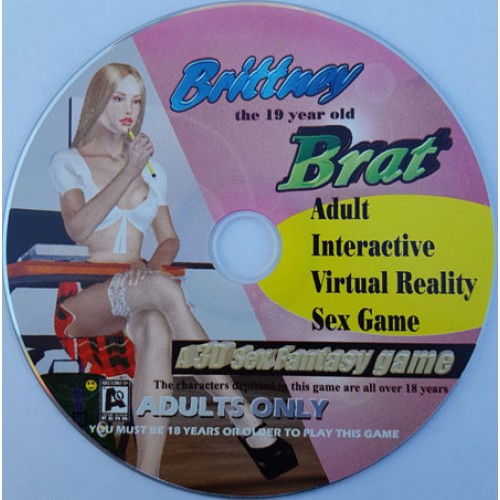 Brittney
the 19 year old
Brat
Adult
Interactive
Virtual Reality
Sex Game
A 3D Sex Fantasy game
The characters depicted in this game are all over 18 years
ADULTS ONLY
YOU MUST BE 18 YEARS OR OLDER TO PLAY THIS GAME